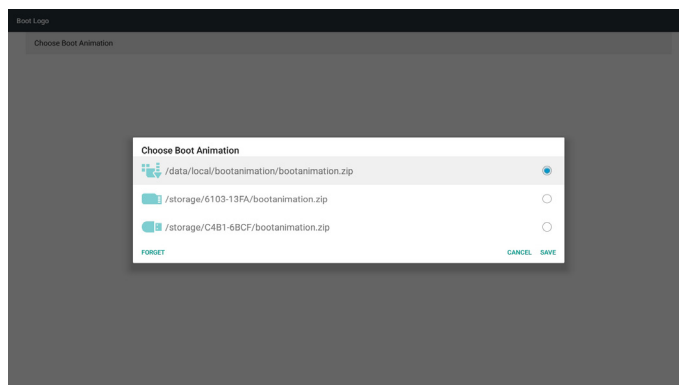 Boot Logo
Choose Boot Animation
Choose Boot Animation
/data/local/bootanimation/bootanimation.zip
/storage/6103-13FA/bootanimation.zip
/storage/C4B1-6BCF/bootanimation.zip
FORGET CANCEL SAVE